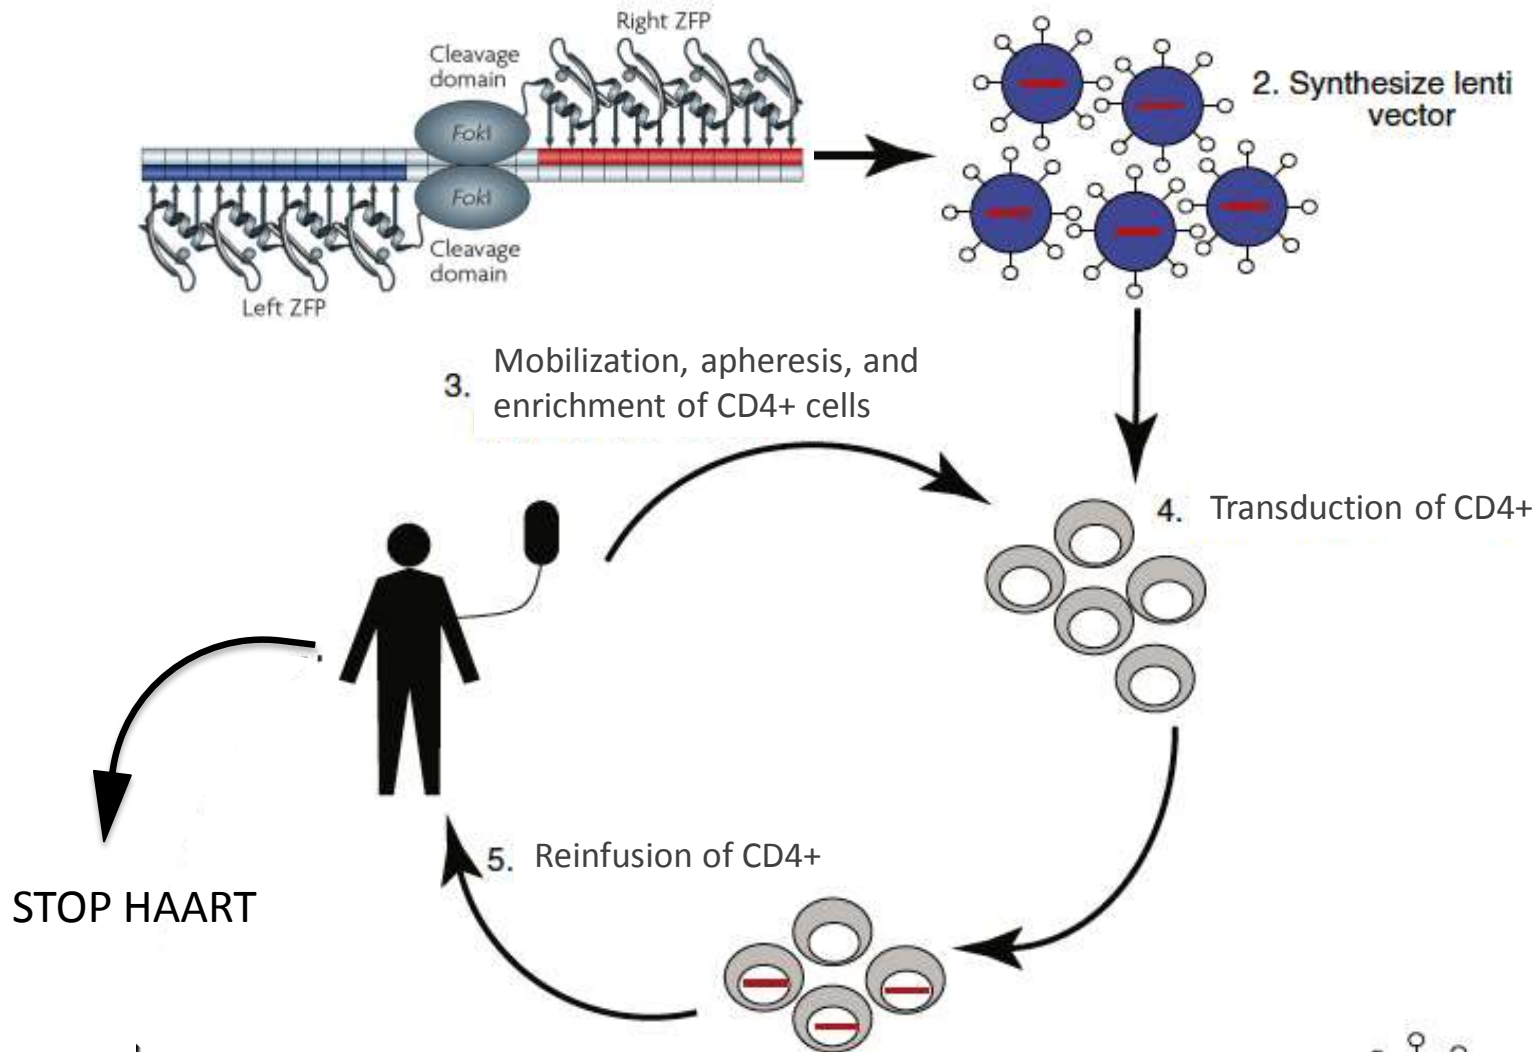 Right ZFP
Cleavage
domain
FokI
FokI
Cleavage
domain
Left ZFP
2. Synthesize lenti
vector
3. Mobilization, apheresis, and
enrichment of CD4+ cells
4. Transduction of CD4+
5. Reinfusion of CD4+
STOP HAART